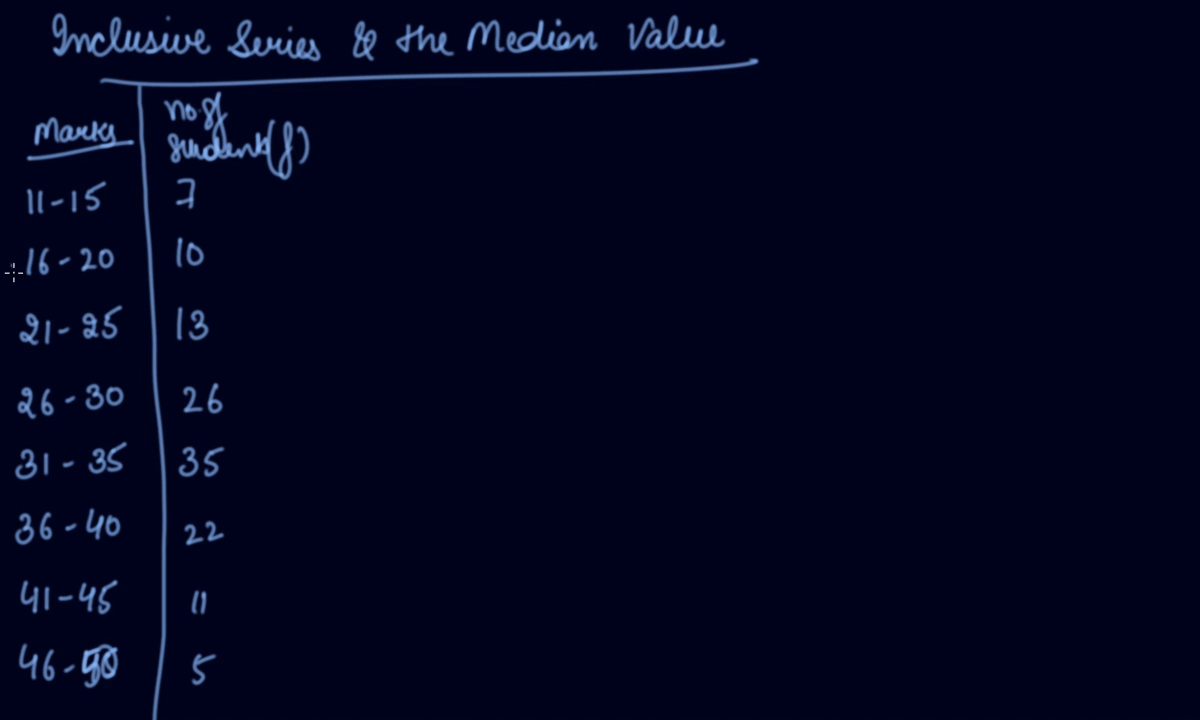 Inclusive Series & the Median Value
Marks
no. of
student(f)
11-15 7
16-20 10
21-25 13
26-30 26
31-35 35
36-40 22
41-45 11
46-50 5